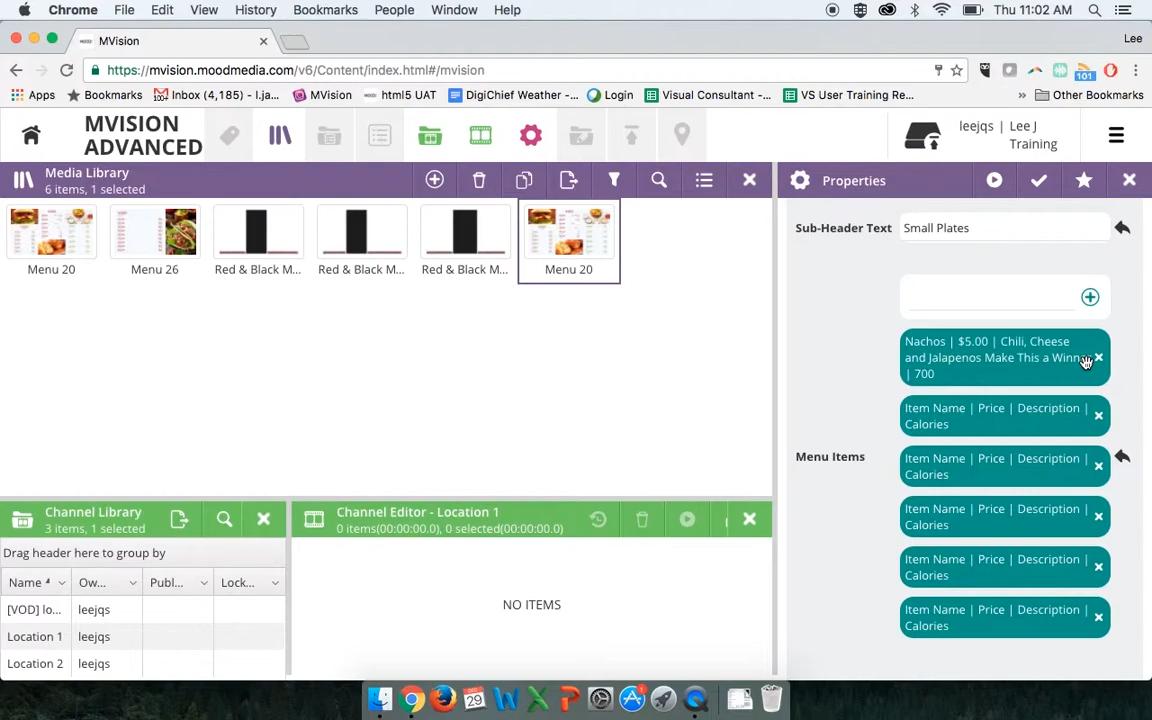 Chrome File Edit View History Bookmarks People Window Help Thu 11:02 AM
MVision Lee
https://mvision.moodmedia.com/v6/Content/index.html#/mvision
Apps Bookmarks Inbox (4,185) - l.ja... MVision html5 UAT DigiChief Weather -... Login Visual Consultant -... VS User Training Re... 101 » Other Bookmarks
MVISION
ADVANCED
leejqs | Lee J
Training
Media Library
6 items, 1 selected
Menu 20 Menu 26 Red & Black M... Red & Black M... Red & Black M... Menu 20
Channel Library
3 items, 1 selected
Drag header here to group by
Name Ow... Publ... Lock...
[VOD] lo... leejqs
Location 1 leejqs
Location 2 leejqs
Channel Editor - Location 1
0 items(00:00:00.0), 0 selected(00:00:00.0)
NO ITEMS
Properties
Sub-Header Text Small Plates
Nachos | $5.00 | Chili, Cheese
and Jalapenos Make This a
| 700
Item Name | Price | Description |
Calories
Menu Items
Item Name | Price | Description |
Calories
Item Name | Price | Description |
Calories
Item Name | Price | Description |
Calories
Item Name | Price | Description |
Calories